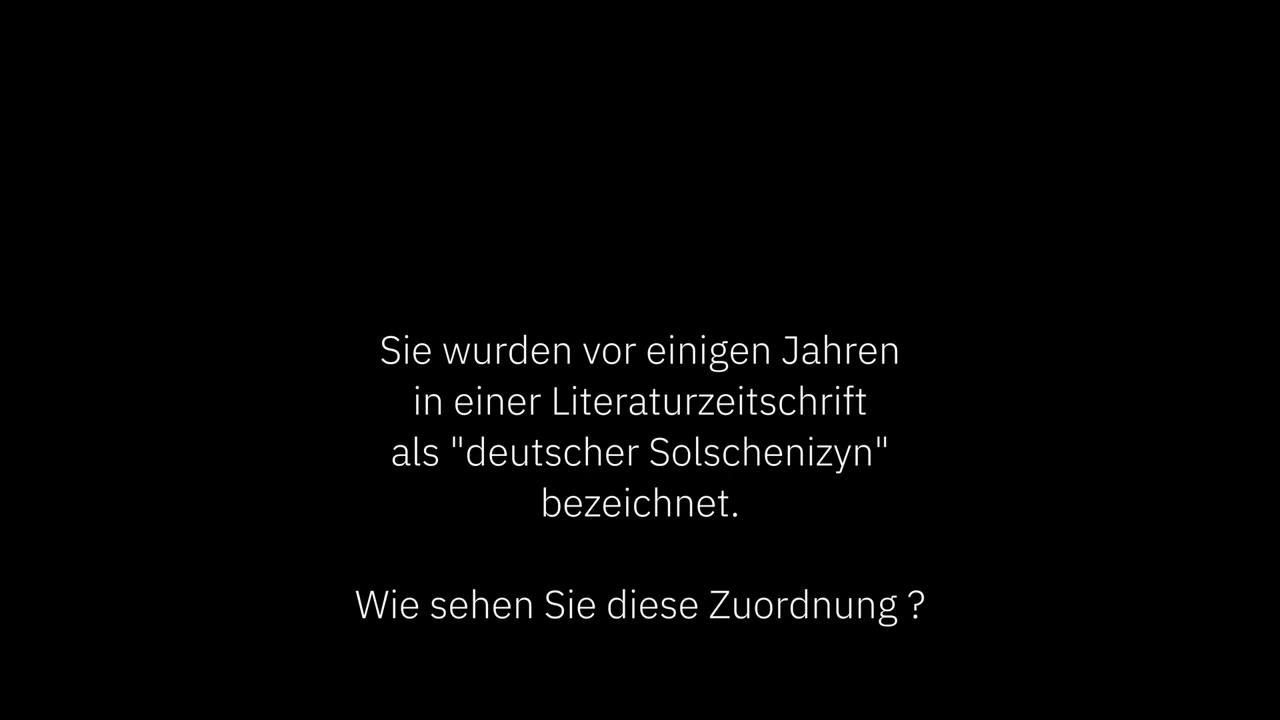 Sie wurden vor einigen Jahren
in einer Literaturzeitschrift
als "deutscher Solschenizyn"
bezeichnet.
Wie sehen Sie diese Zuordnung ?